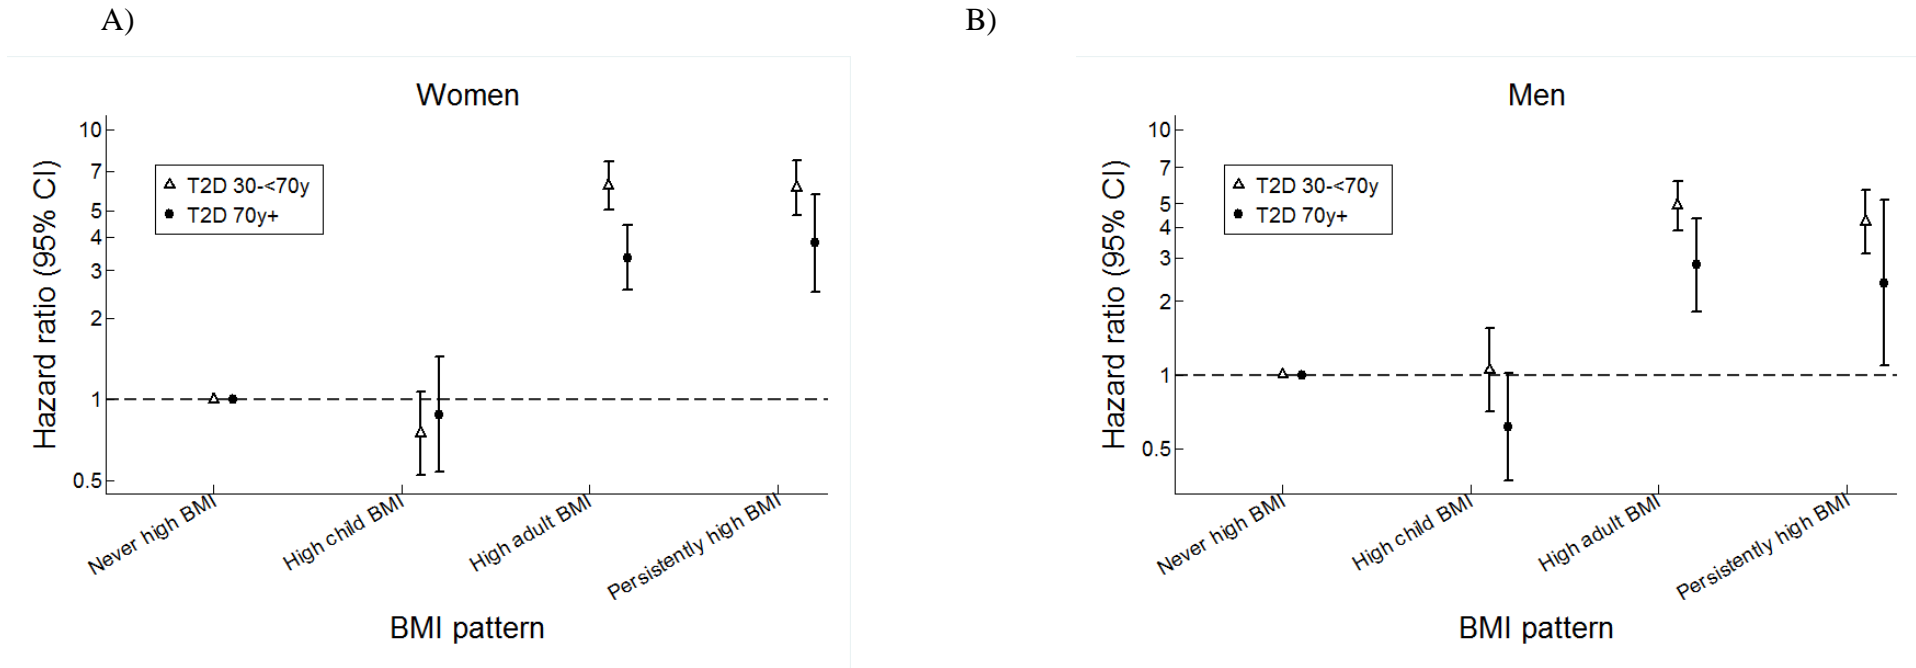 A)
Women
Hazard ratio (95% CI)
10
7
5
4
3
2
1
0.5
T2D 30-<70y
T2D 70y+
Never high BMI
High child BMI
High adult BMI
Persistently high BMI
BMI pattern
B)
Men
Hazard ratio (95% CI)
10
7
5
4
3
2
1
0.5
T2D 30-<70y
T2D 70y+
Never high BMI
High child BMI
High adult BMI
Persistently high BMI
BMI pattern